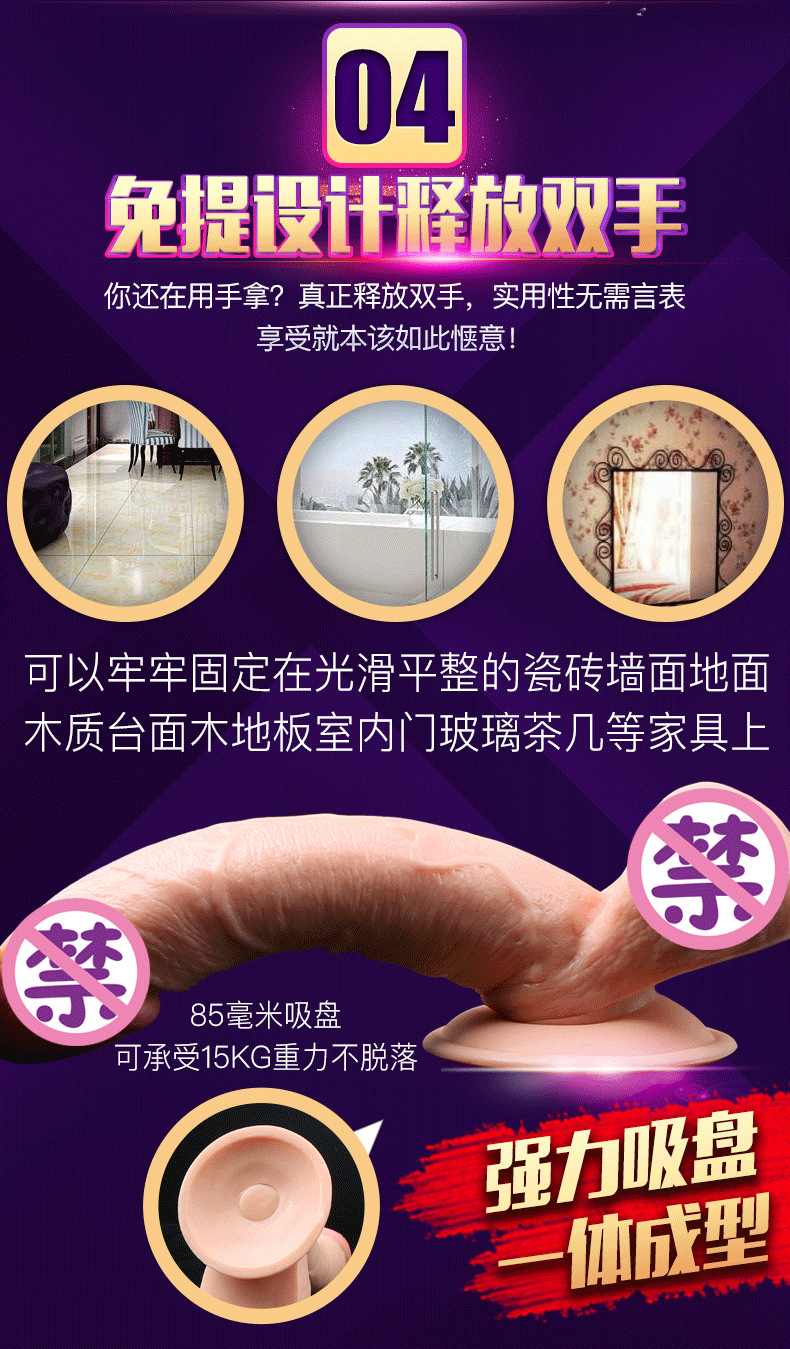 04
免提设计释放双手
你还在用手拿？真正释放双手，实用性无需言表
享受就本该如此惬意！
可以牢牢固定在光滑平整的瓷砖墙面地面
木质台面木地板室内门玻璃茶几等家具上
禁
禁
85毫米吸盘
可承受15KG重力不脱落
强力吸盘
一体成型